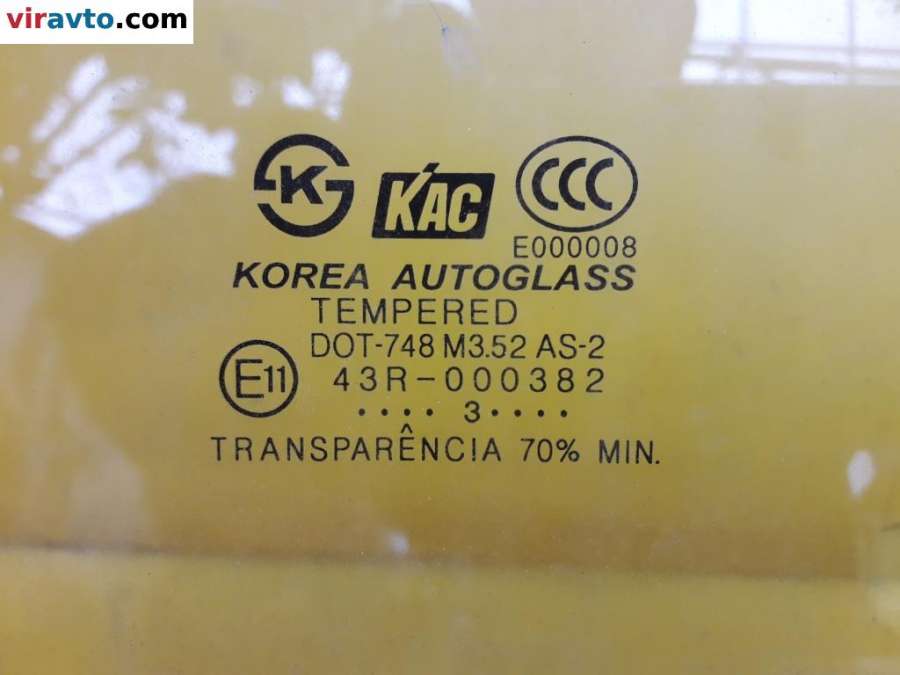 viravto.com
K KAC CCC
E000008
KOREA AUTOGLASS
TEMPERED
DOT-748 M3.52 AS-2
E11 43R-000382
.... 3....
TRANSPARÊNCIA 70% MIN.